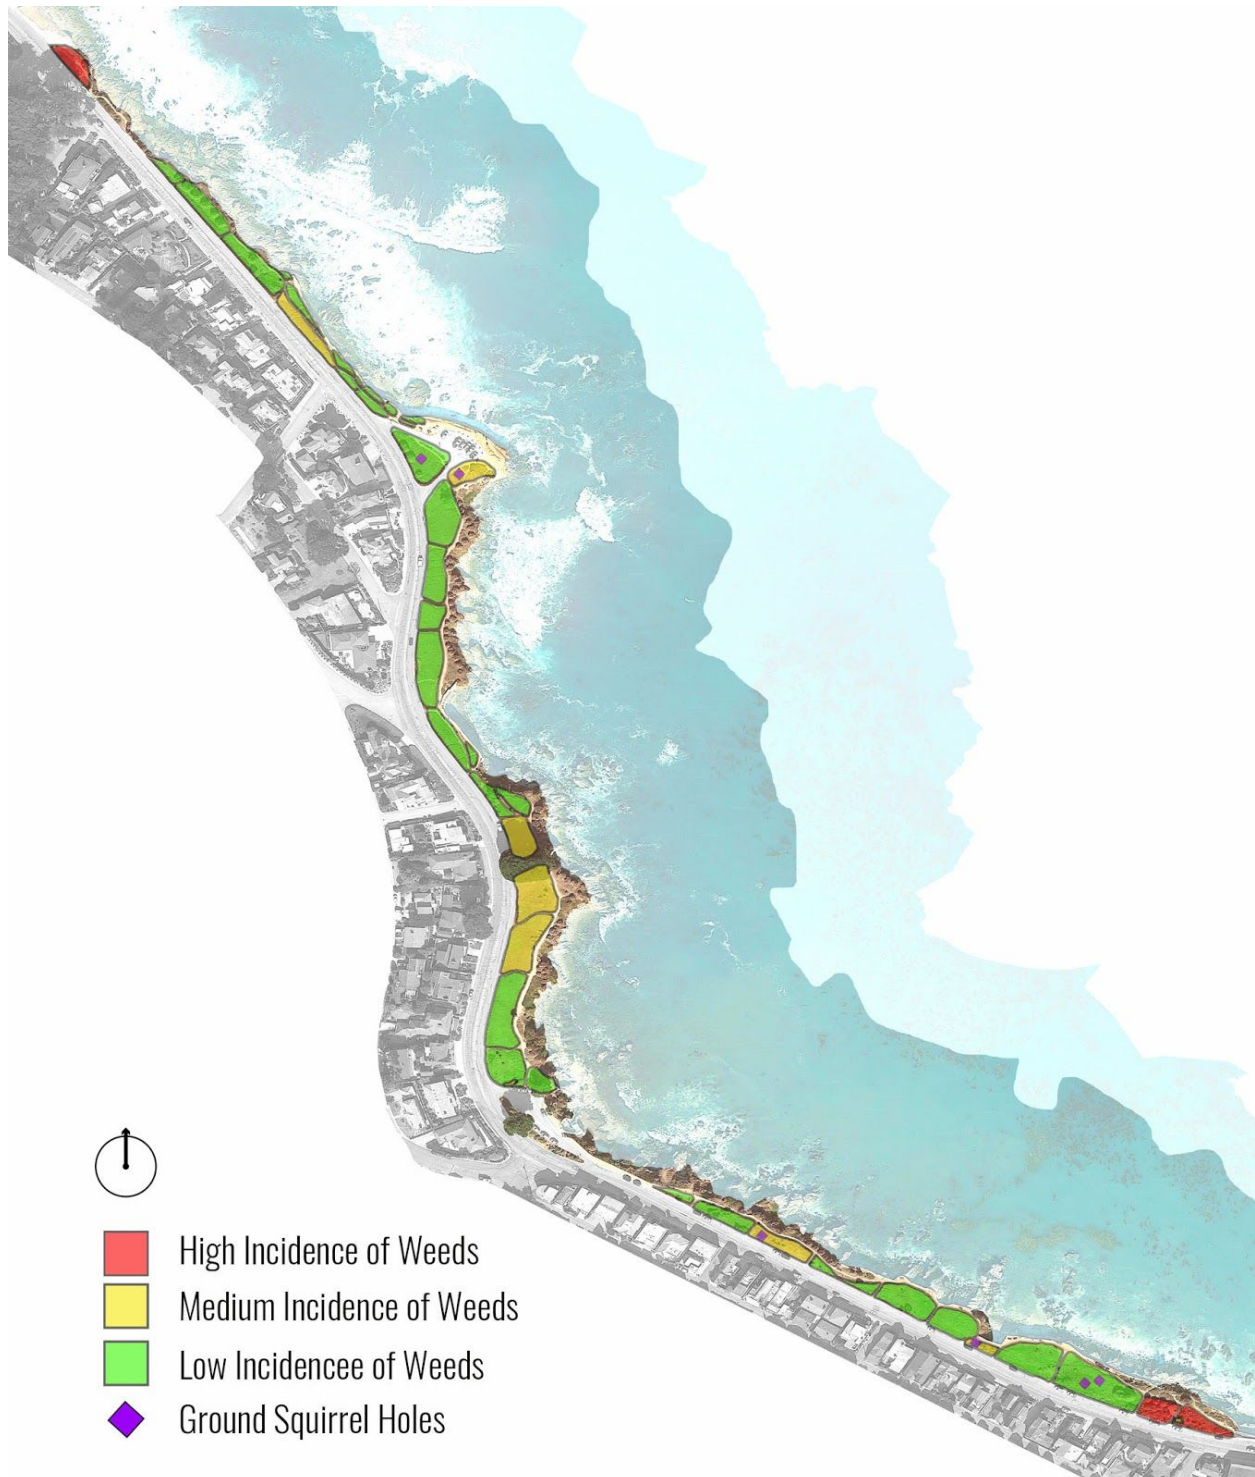 High Incidence of Weeds
Medium Incidence of Weeds
Low Incidencee of Weeds
Ground Squirrel Holes